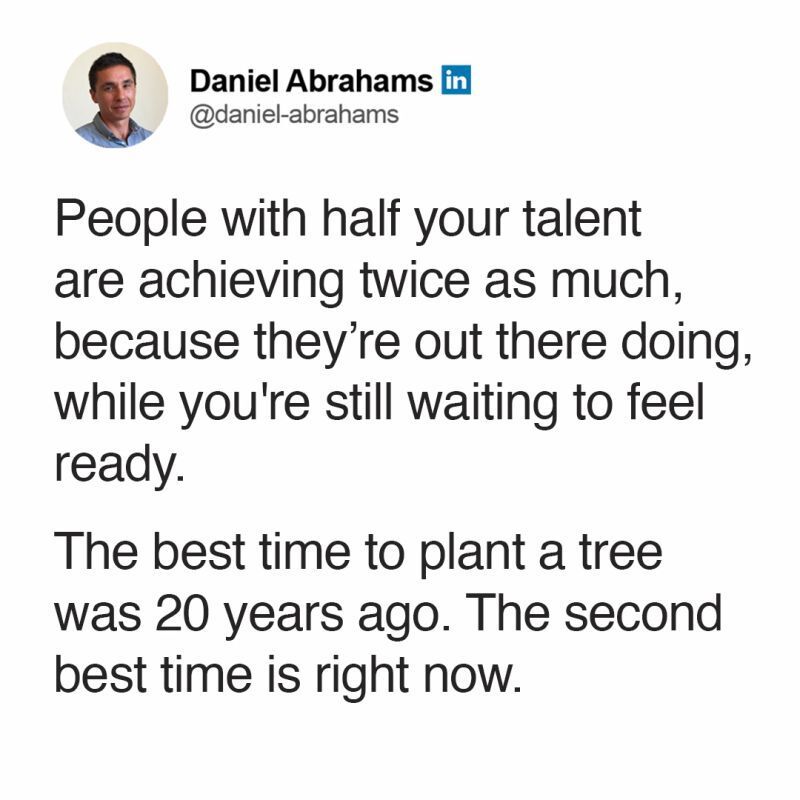 Daniel Abrahams in
@daniel-abrahams
People with half your talent
are achieving twice as much,
because they’re out there doing,
while you're still waiting to feel
ready.
The best time to plant a tree
was 20 years ago. The second
best time is right now.